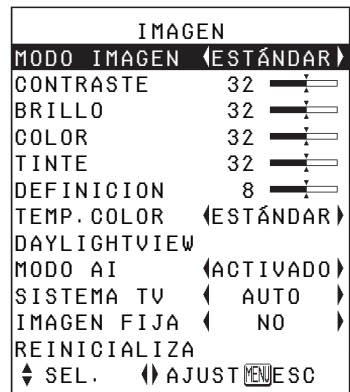 IMAGEN
MODO IMAGEN ESTÁNDAR
CONTRASTE 32
BRILLO 32
COLOR 32
TINTE 32
DEFINICION 8
TEMP.COLOR ESTÁNDAR
DAYLIGHTVIEW
MODO AI ACTIVADO
SISTEMA TV AUTO
IMAGEN FIJA NO
REINICIALIZA
SEL. AJUST MENU ESC